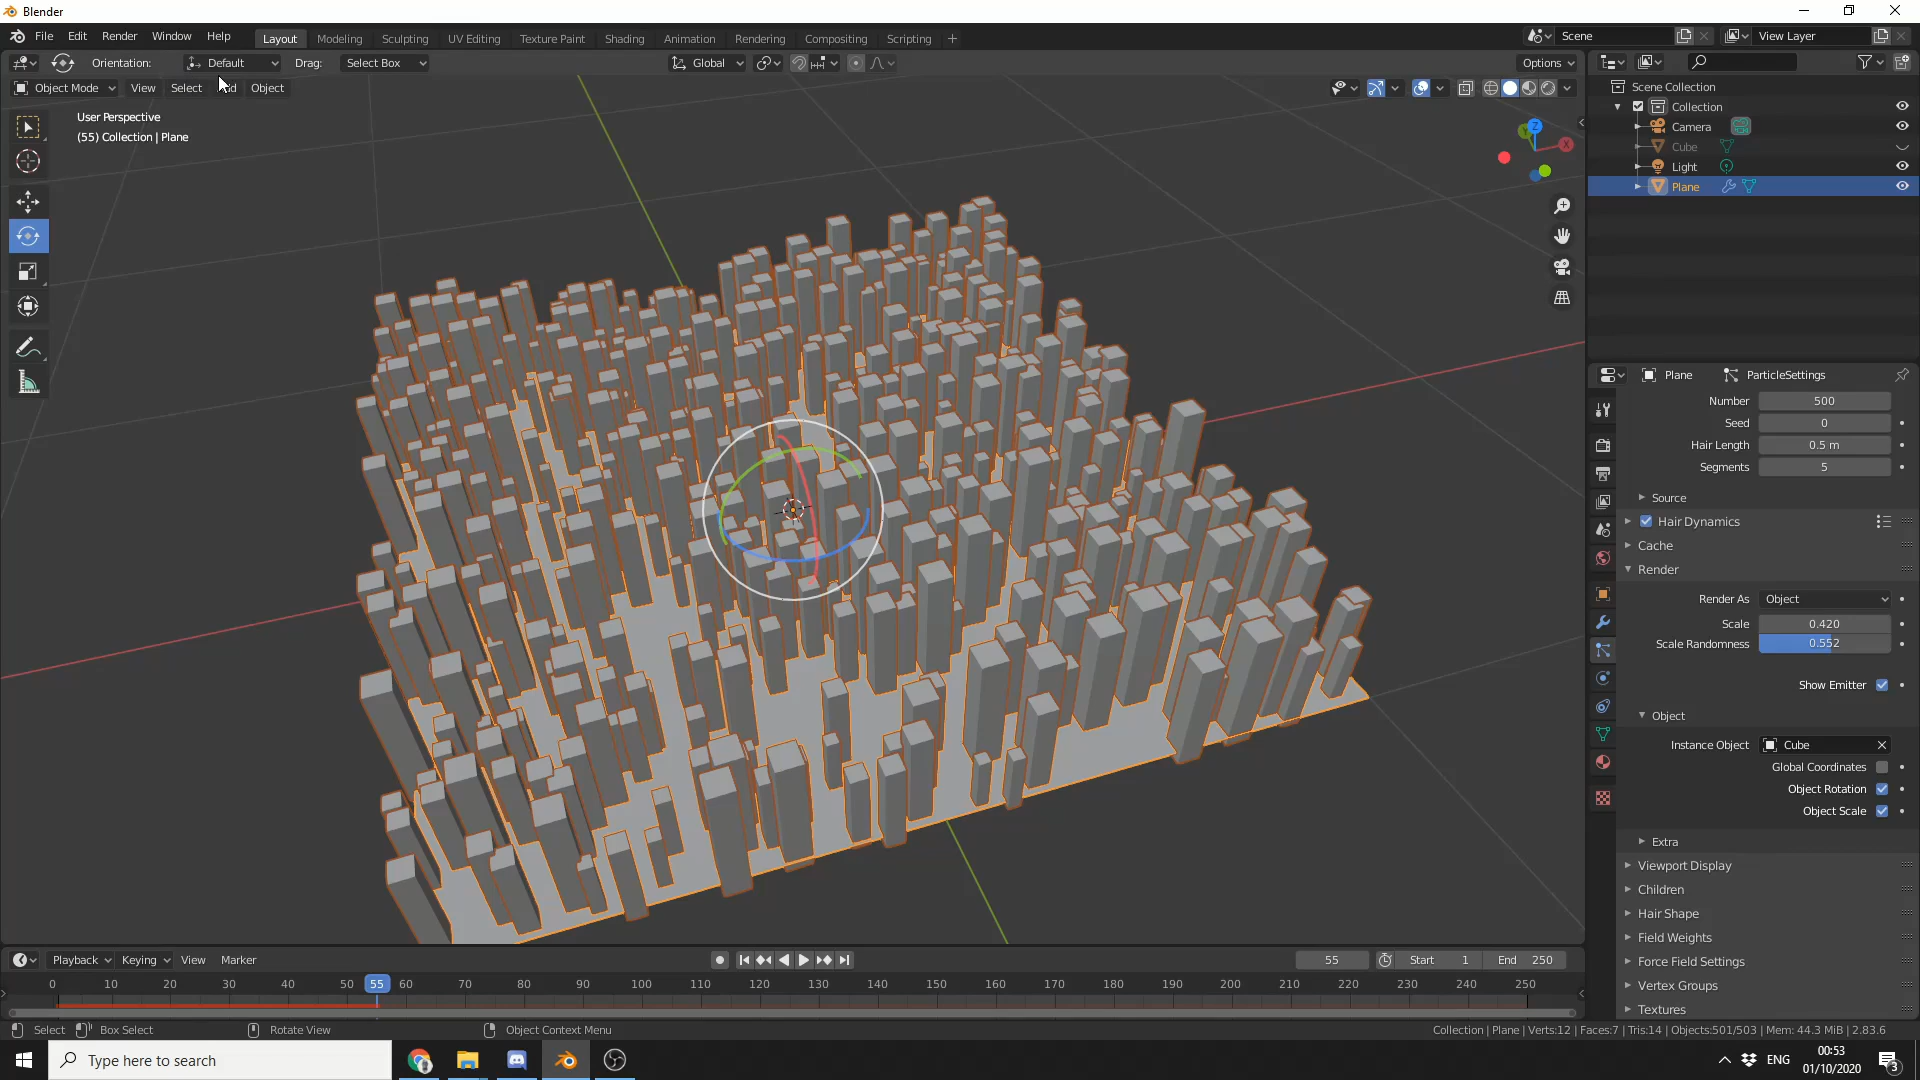 Blender
File Edit Render Window Help
Layout Modeling Sculpting UV Editing Texture Paint Shading Animation Rendering Compositing Scripting +
Scene
View Layer
Orientation: Default Drag: Select Box
Global
Options
Object Mode View Select Object
User Perspective
(55) Collection | Plane
Z
Y
X
Scene Collection
Collection
Camera
Cube
Light
Plane
Plane ParticleSettings
Number 500
Seed 0
Hair Length 0.5 m
Segments 5
Source
Hair Dynamics
Cache
Render
Render As Object
Scale 0.420
Scale Randomness 0.552
Show Emitter
Object
Instance Object Cube
Global Coordinates
Object Rotation
Object Scale
Extra
Viewport Display
Children
Hair Shape
Field Weights
Force Field Settings
Vertex Groups
Textures
Playback Keying View Marker
55 Start 1 End 250
0 10 20 30 40 50 55 60 70 80 90 100 110 120 130 140 150 160 170 180 190 200 210 220 230 240 250
Select Box Select Rotate View Object Context Menu
Collection | Plane | Verts:12 | Faces:7 | Tris:14 | Objects:501/503 | Mem: 44.3 MiB | 2.83.6
Type here to search
ENG
00:53
01/10/2020
3